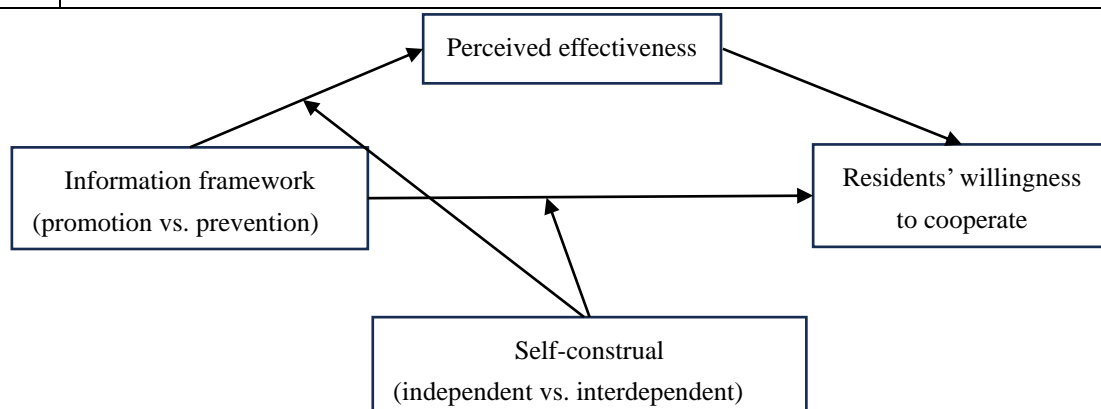 Perceived effectiveness
Information framework
(promotion vs. prevention)
Residents’ willingness
to cooperate
Self-construal
(independent vs. interdependent)